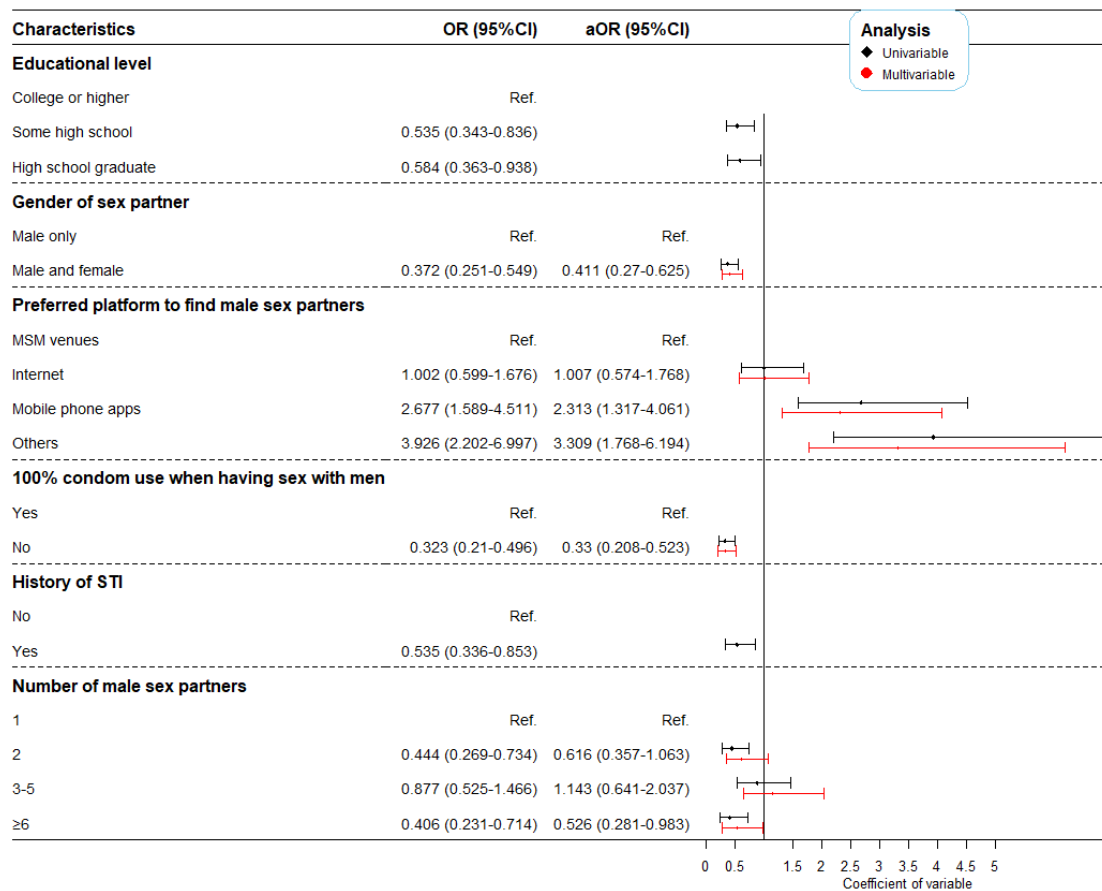 Characteristics OR (95%CI) aOR (95%CI)
Analysis
Univariable
Multivariable
Educational level
College or higher Ref.
Some high school 0.535 (0.343-0.836)
High school graduate 0.584 (0.363-0.938)
Gender of sex partner
Male only Ref. Ref.
Male and female 0.372 (0.251-0.549) 0.411 (0.27-0.625)
Preferred platform to find male sex partners
MSM venues Ref. Ref.
Internet 1.002 (0.599-1.676) 1.007 (0.574-1.768)
Mobile phone apps 2.677 (1.589-4.511) 2.313 (1.317-4.061)
Others 3.926 (2.202-6.997) 3.309 (1.768-6.194)
100% condom use when having sex with men
Yes Ref. Ref.
No 0.323 (0.21-0.496) 0.33 (0.208-0.523)
History of STI
No Ref.
Yes 0.535 (0.336-0.853)
Number of male sex partners
1 Ref. Ref.
2 0.444 (0.269-0.734) 0.616 (0.357-1.063)
3-5 0.877 (0.525-1.466) 1.143 (0.641-2.037)
≥6 0.406 (0.231-0.714) 0.526 (0.281-0.983)
0 0.5 1.5 2 2.5 3 3.5 4 4.5 5
Coefficient of variable